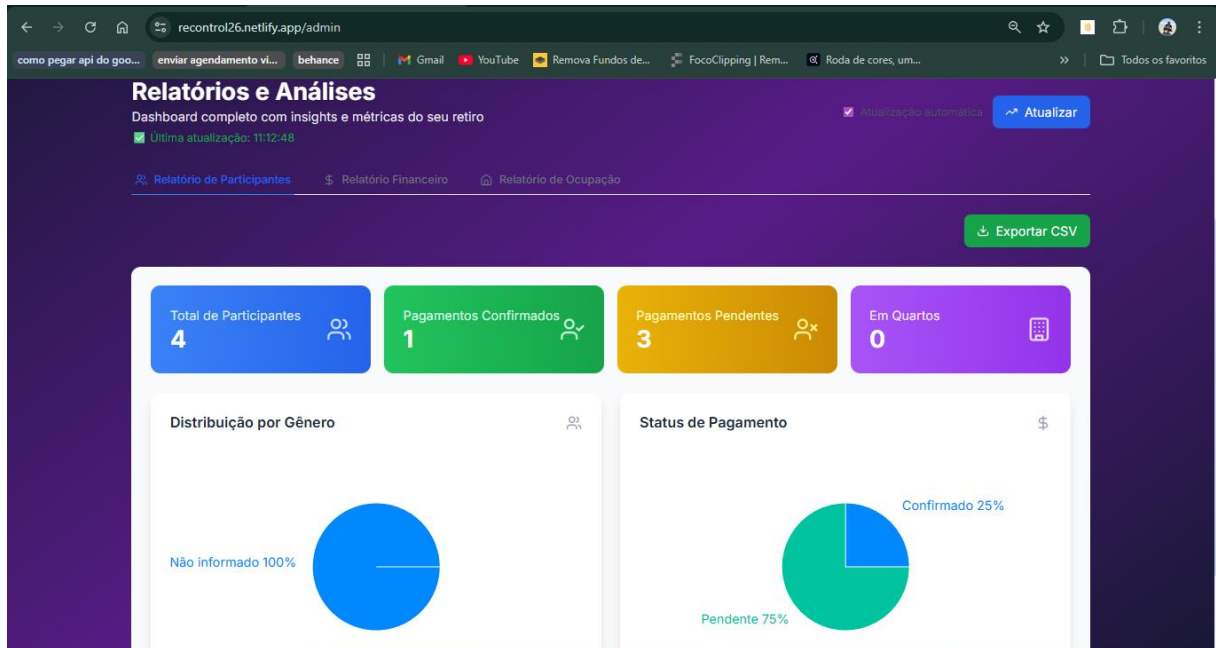 recontrol26.netlify.app/admin
como pegar api do goo... enviar agendamento vi... behance Gmail YouTube Remova Fundos de... FocoClipping | Rem... Roda de cores, um... » Todos os favoritos
Relatórios e Análises
Dashboard completo com insights e métricas do seu retiro
Última atualização: 11:12:48
Atualização automática
Atualizar
Relatório de Participantes $ Relatório Financeiro Relatório de Ocupação
Exportar CSV
Total de Participantes
4
Pagamentos Confirmados
1
Pagamentos Pendentes
3
Em Quartos
0
Distribuição por Gênero
Não informado 100%
Status de Pagamento $
Confirmado 25%
Pendente 75%